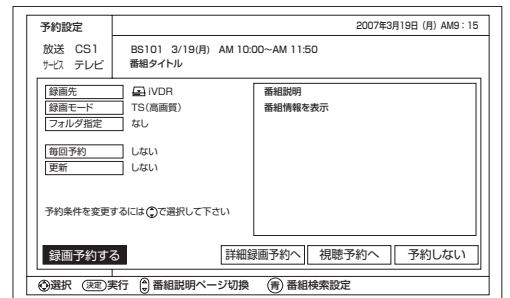 予約設定
2007年3月19日 (月) AM9：15
放送 CS1 BS101 3/19(月) AM 10:00~AM 11:50
サービス テレビ 番組タイトル
録画先 iVDR
録画モード TS(高画質)
フォルダ指定 なし
毎回予約 しない
更新 しない
番組説明
番組情報を表示
予約条件を変更するには で選択して下さい
録画予約する 詳細録画予約へ 視聴予約へ 予約しない
選択 決定 実行 番組説明ページ切換 青 番組検索設定